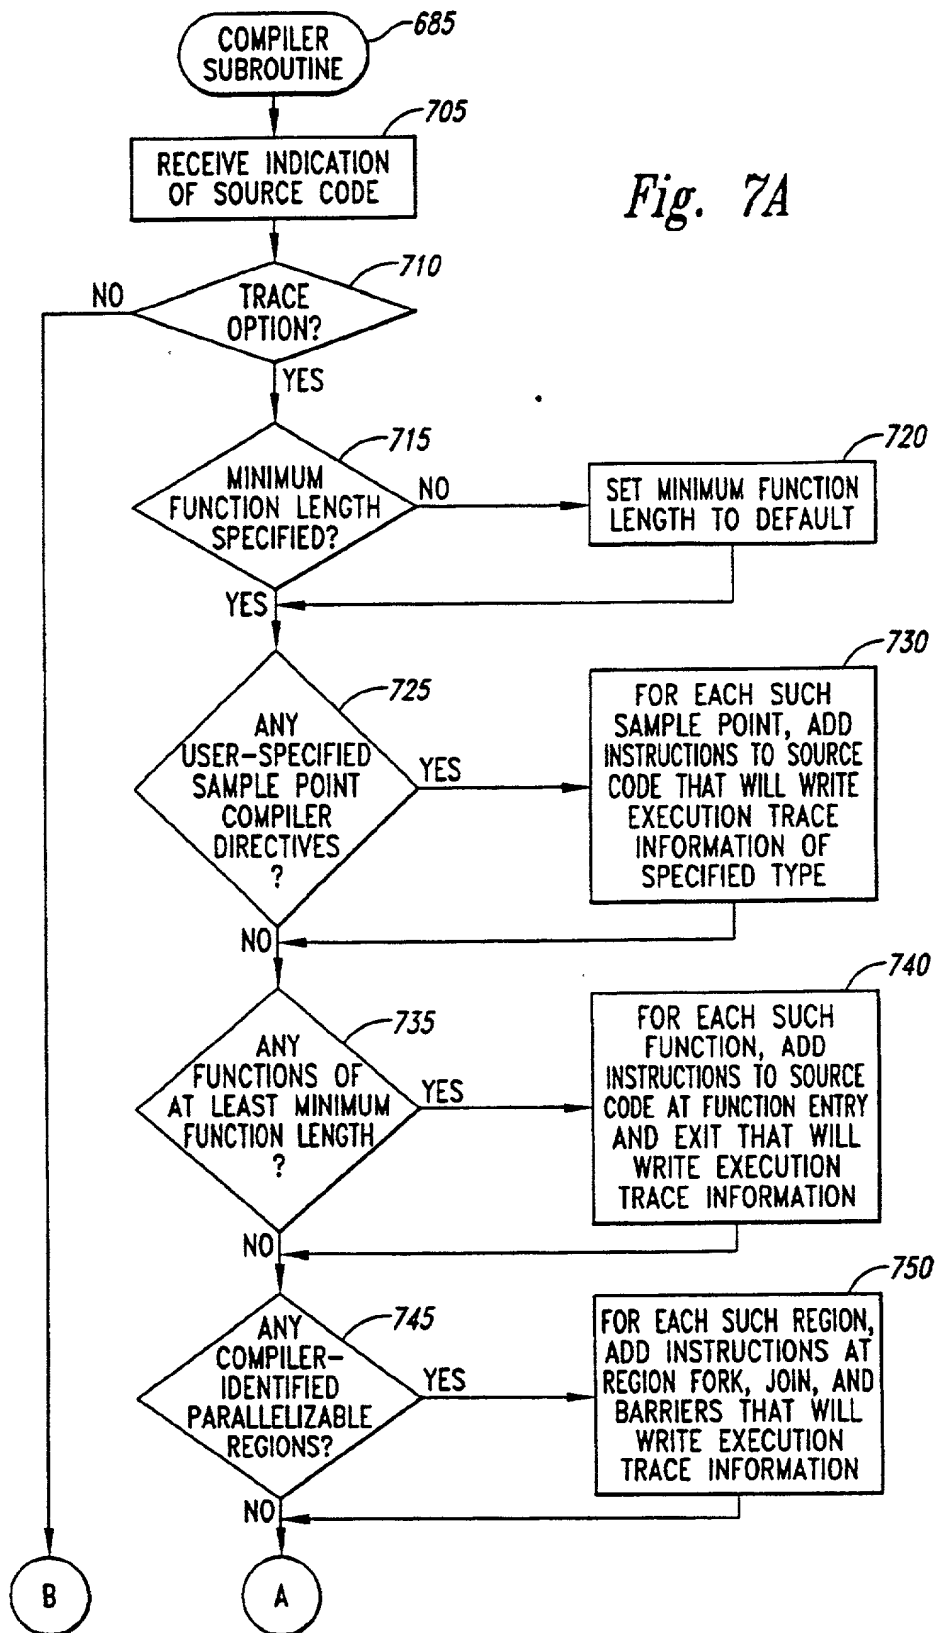 COMPILER
SUBROUTINE
685
705
RECEIVE INDICATION
OF SOURCE CODE
Fig. 7A
710
NO
TRACE
OPTION?
YES
715
MINIMUM
FUNCTION LENGTH
SPECIFIED?
NO
720
SET MINIMUM FUNCTION
LENGTH TO DEFAULT
YES
725
ANY
USER-SPECIFIED
SAMPLE POINT
COMPILER
DIRECTIVES
?
YES
730
FOR EACH SUCH
SAMPLE POINT, ADD
INSTRUCTIONS TO SOURCE
CODE THAT WILL WRITE
EXECUTION TRACE
INFORMATION OF
SPECIFIED TYPE
NO
735
ANY
FUNCTIONS OF
AT LEAST MINIMUM
FUNCTION LENGTH
?
YES
740
FOR EACH SUCH
FUNCTION, ADD
INSTRUCTIONS TO SOURCE
CODE AT FUNCTION ENTRY
AND EXIT THAT WILL
WRITE EXECUTION
TRACE INFORMATION
NO
745
ANY
COMPILER-
IDENTIFIED
PARALLELIZABLE
REGIONS?
YES
750
FOR EACH SUCH REGION,
ADD INSTRUCTIONS AT
REGION FORK, JOIN, AND
BARRIERS THAT WILL
WRITE EXECUTION
TRACE INFORMATION
NO
B
A